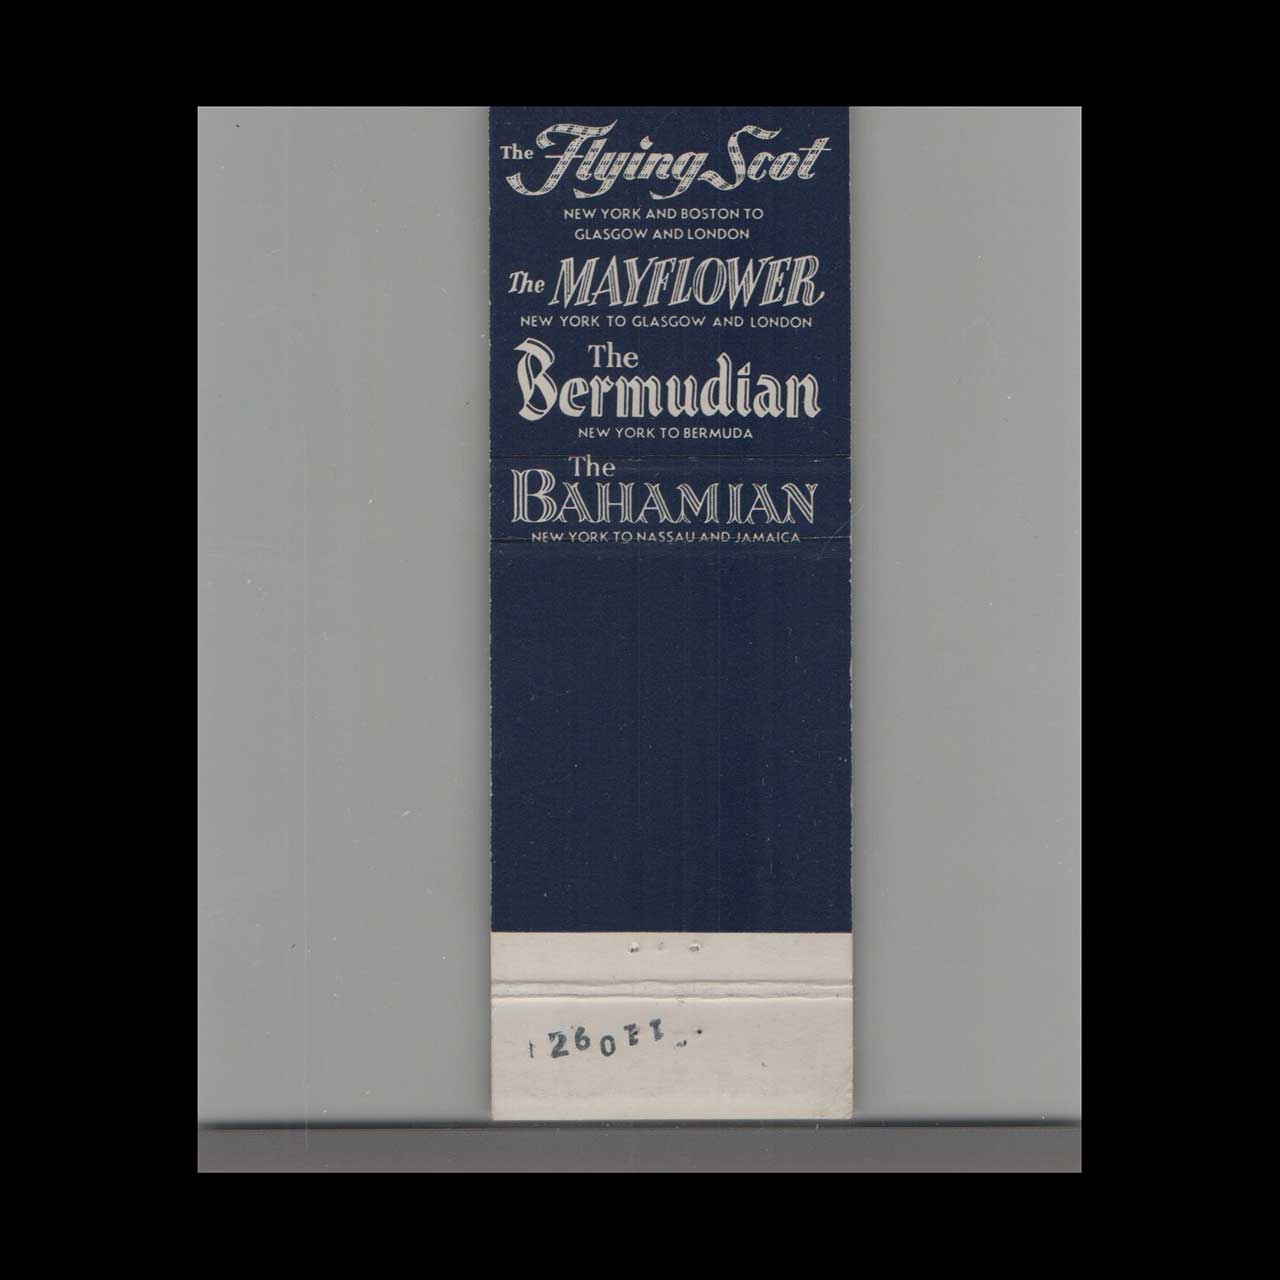 The Flying Scot
NEW YORK AND BOSTON TO
GLASGOW AND LONDON
The MAYFLOWER
NEW YORK TO GLASGOW AND LONDON
The
Bermudian
NEW YORK TO BERMUDA
The
BAHAMIAN
NEW YORK TO NASSAU AND JAMAICA
26011